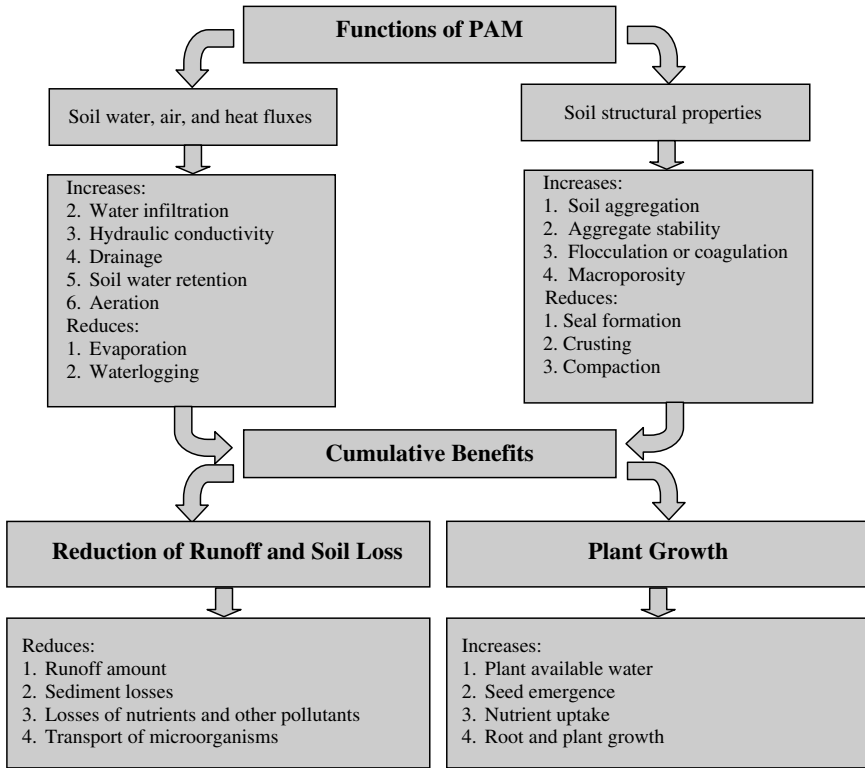 Functions of PAM
Soil water, air, and heat fluxes
Soil structural properties
Increases:
2. Water infiltration
3. Hydraulic conductivity
4. Drainage
5. Soil water retention
6. Aeration
Reduces:
1. Evaporation
2. Waterlogging
Increases:
1. Soil aggregation
2. Aggregate stability
3. Flocculation or coagulation
4. Macroporosity
Reduces:
1. Seal formation
2. Crusting
3. Compaction
Cumulative Benefits
Reduction of Runoff and Soil Loss
Plant Growth
Reduces:
1. Runoff amount
2. Sediment losses
3. Losses of nutrients and other pollutants
4. Transport of microorganisms
Increases:
1. Plant available water
2. Seed emergence
3. Nutrient uptake
4. Root and plant growth